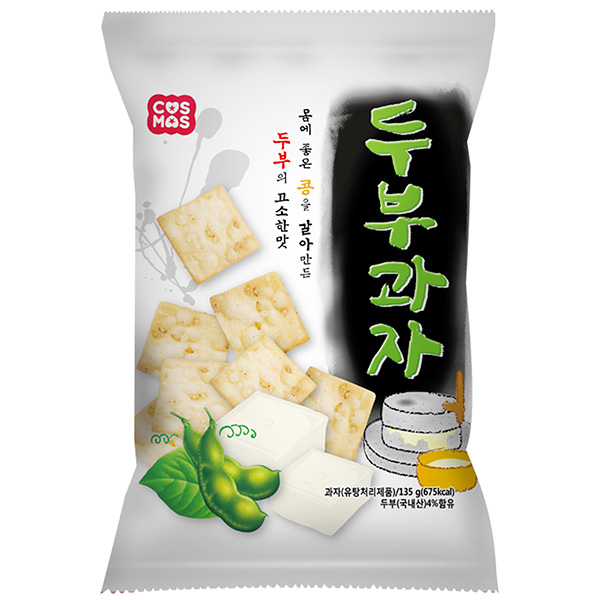 COS
MOS
몸에 좋은 콩을 갈아만든
두부의 고소한맛
두부과자
과자(유탕처리제품)/135 g(675kcal)
두부(국내산)4%함유